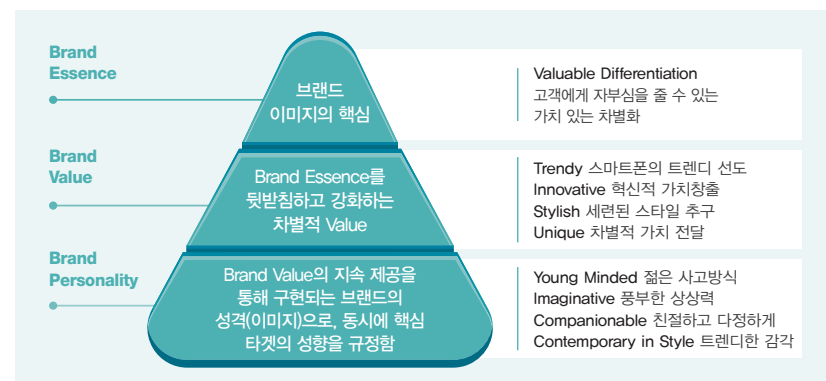 Brand
Essence
브랜드
이미지의 핵심
Valuable Differentiation
고객에게 자부심을 줄 수 있는
가치 있는 차별화
Brand
Value
Brand Essence를
뒷받침하고 강화하는
차별적 Value
Trendy 스마트폰의 트렌디 선도
Innovative 혁신적 가치창출
Stylish 세련된 스타일 추구
Unique 차별적 가치 전달
Brand
Personality
Brand Value의 지속 제공을
통해 구현되는 브랜드의
성격(이미지)으로, 동시에 핵심
타겟의 성향을 규정함
Young Minded 젊은 사고방식
Imaginative 풍부한 상상력
Companionable 친절하고 다정하게
Contemporary in Style 트렌디한 감각